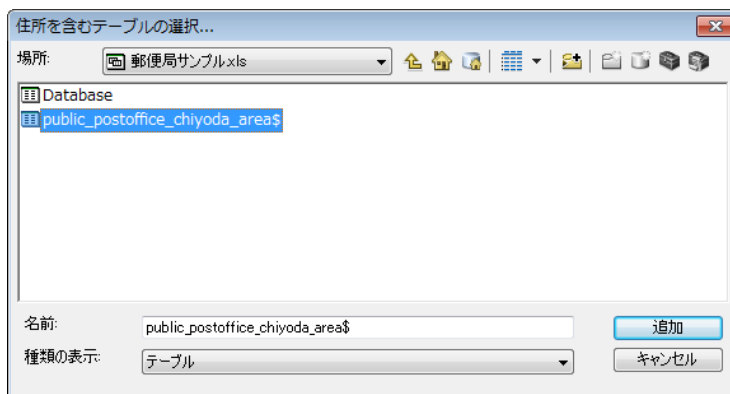 住所を含むテーブルの選択...
場所: 郵便局サンプル.xls
Database
public_postoffice_chiyoda_area$
名前: public_postoffice_chiyoda_area$ 追加
種類の表示: テーブル キャンセル